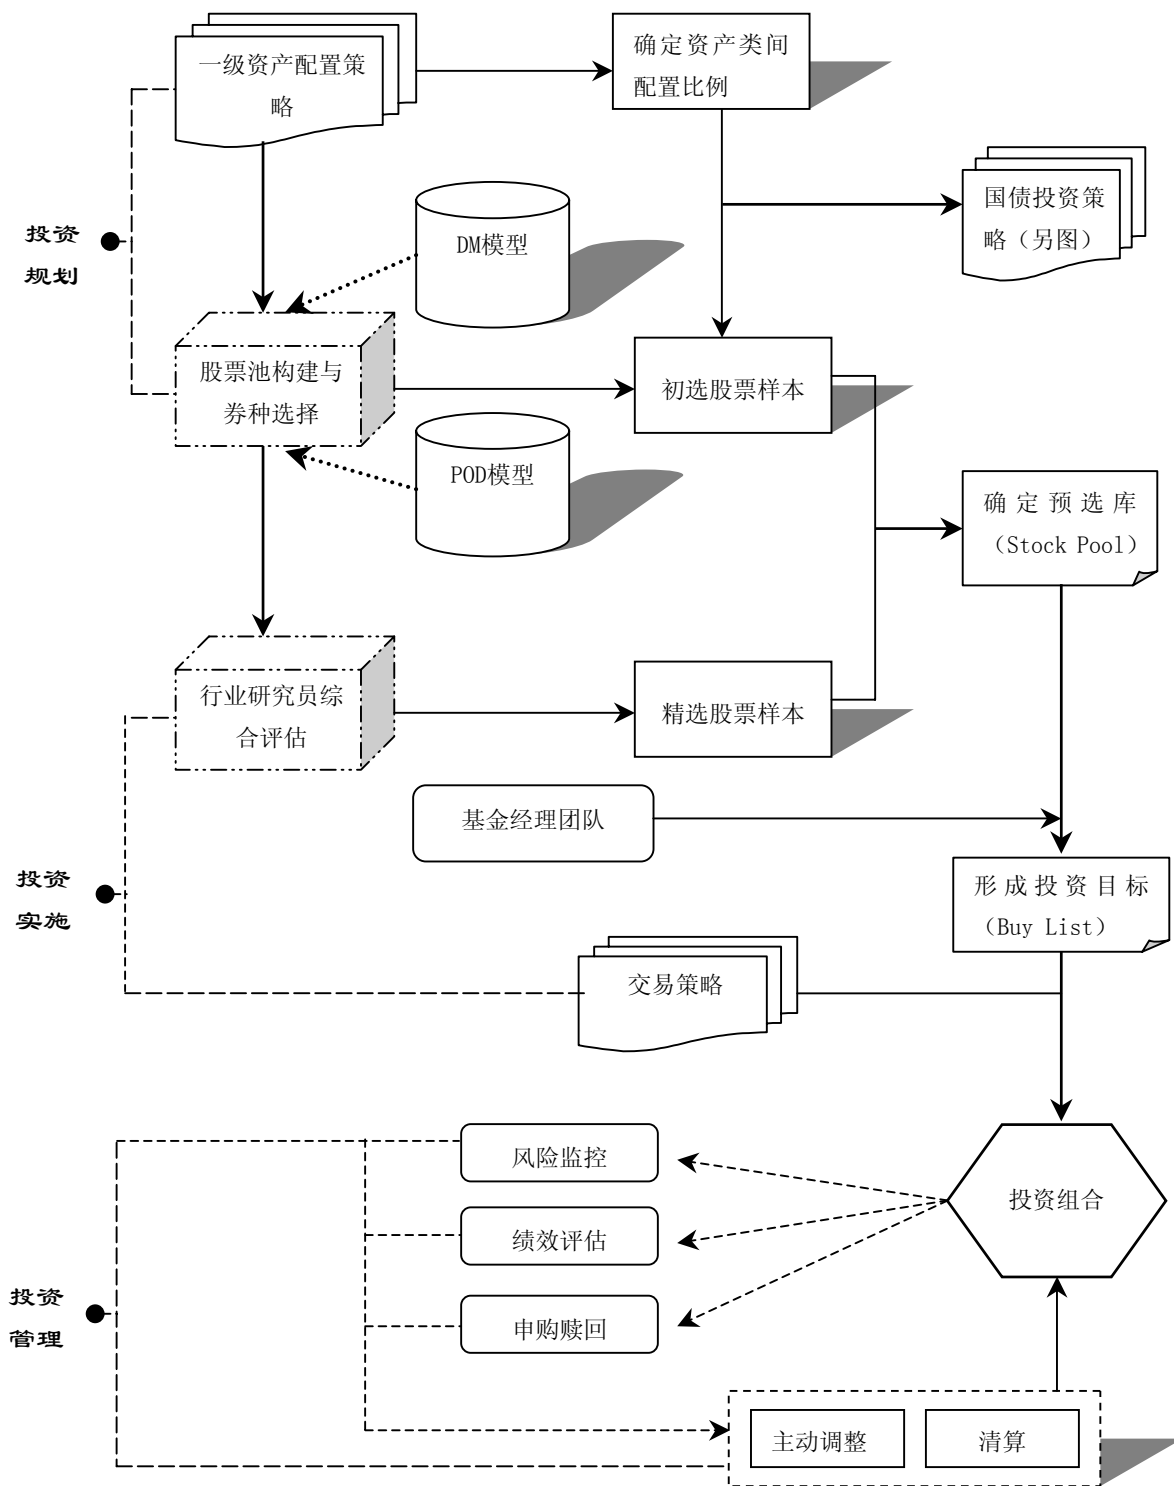 一级资产配置策
略
确定资产类间
配置比例
国债投资策
略（另图）
投资
规划
DM模型
股票池构建与
券种选择
初选股票样本
POD模型
确定预选库
（Stock Pool）
行业研究员综
合评估
精选股票样本
基金经理团队
投资
实施
形成投资目标
（Buy List）
交易策略
风险监控
投资组合
绩效评估
投资
管理
申购赎回
主动调整
清算